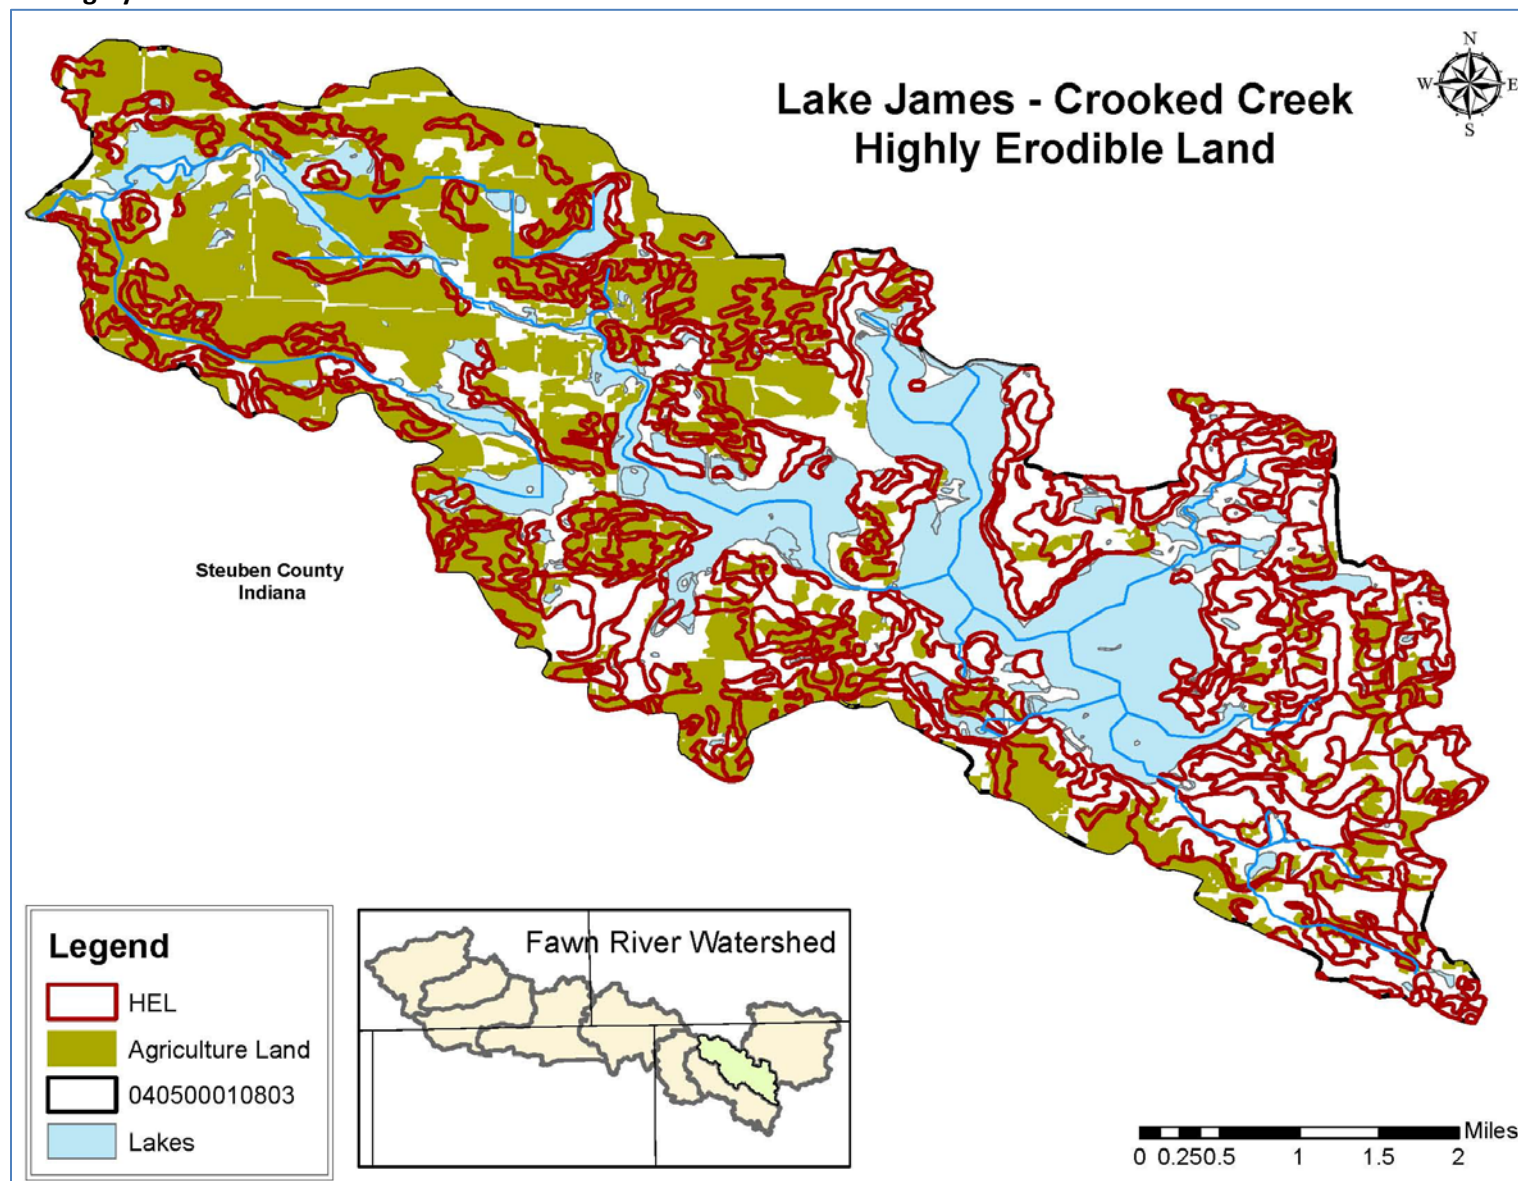 Lake James - Crooked Creek
Highly Erodible Land
N
W
E
S
Steuben County
Indiana
Legend
HEL
Agriculture Land
040500010803
Lakes
Fawn River Watershed
Miles
0 0.250.5 1 1.5 2